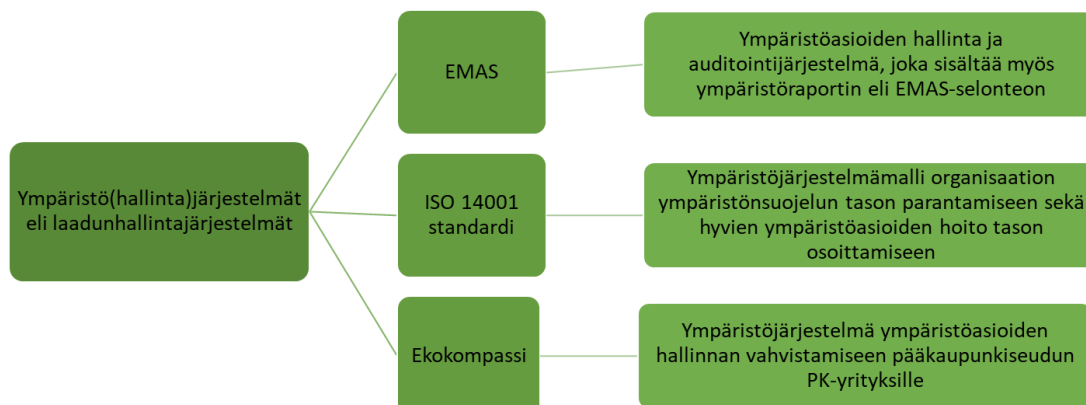 Ympäristö(hallinta)järjestelmät
eli laadunhallintajärjestelmät
EMAS
Ympäristöasioiden hallinta ja
auditointijärjestelmä, joka sisältää myös
ympäristöraportin eli EMAS-selonteon
ISO 14001
standardi
Ympäristöjärjestelmämalli organisaation
ympäristönsuojelun tason parantamiseen sekä
hyvien ympäristöasioiden hoito tason
osoittamiseen
Ekokompassi
Ympäristöjärjestelmä ympäristöasioiden
hallinnan vahvistamiseen pääkaupunkiseudun
PK-yrityksille